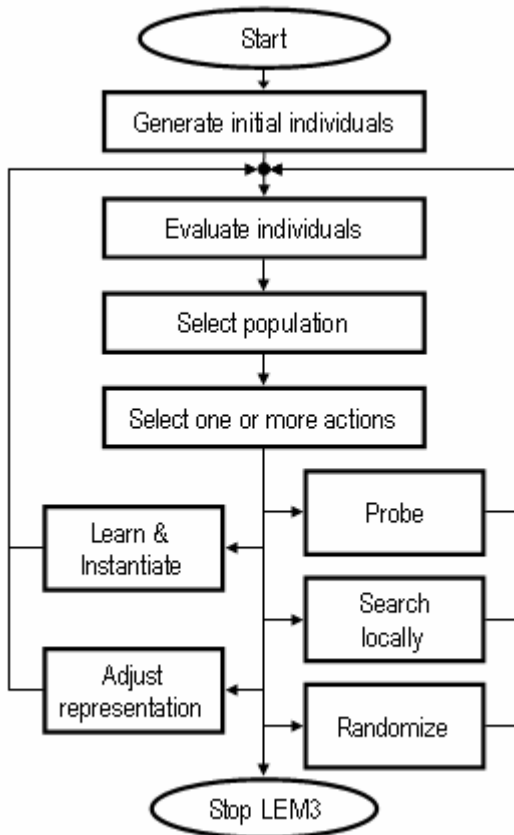 Start
Generate initial individuals
Evaluate individuals
Select population
Select one or more actions
Learn &
Instantiate
Probe
Search
locally
Adjust
representation
Randomize
Stop LEM3